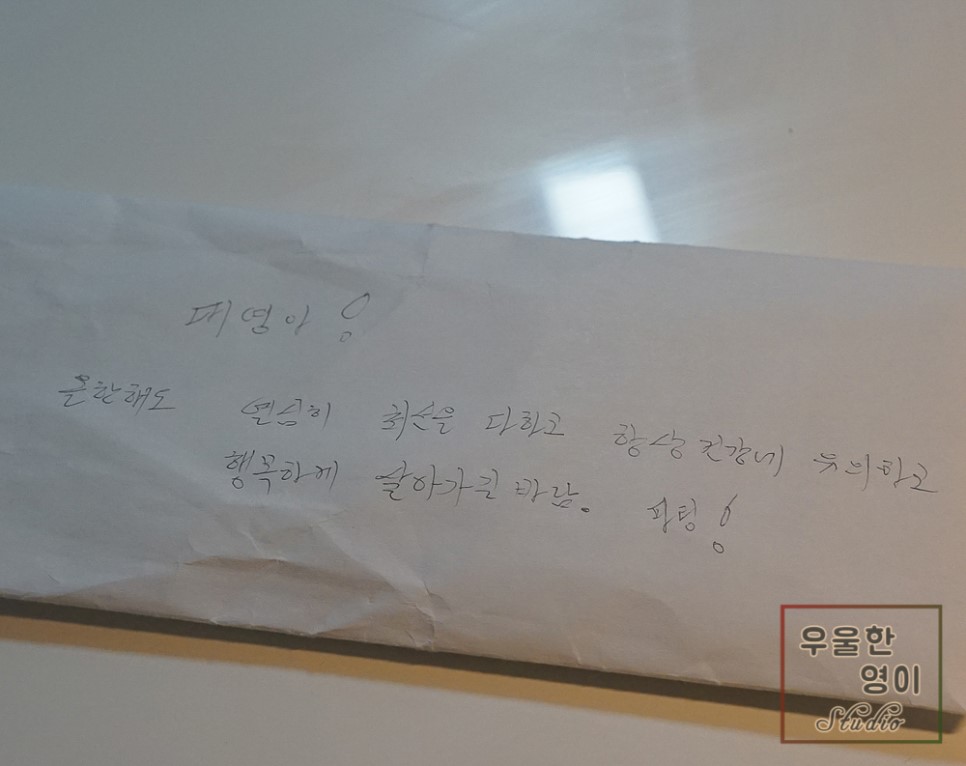 대영아!
올한해도 열심히 최선을 다하고 항상 건강에 유의하고
행복하게 살아가길 바람. 파팅!
우울한
영이
Studio